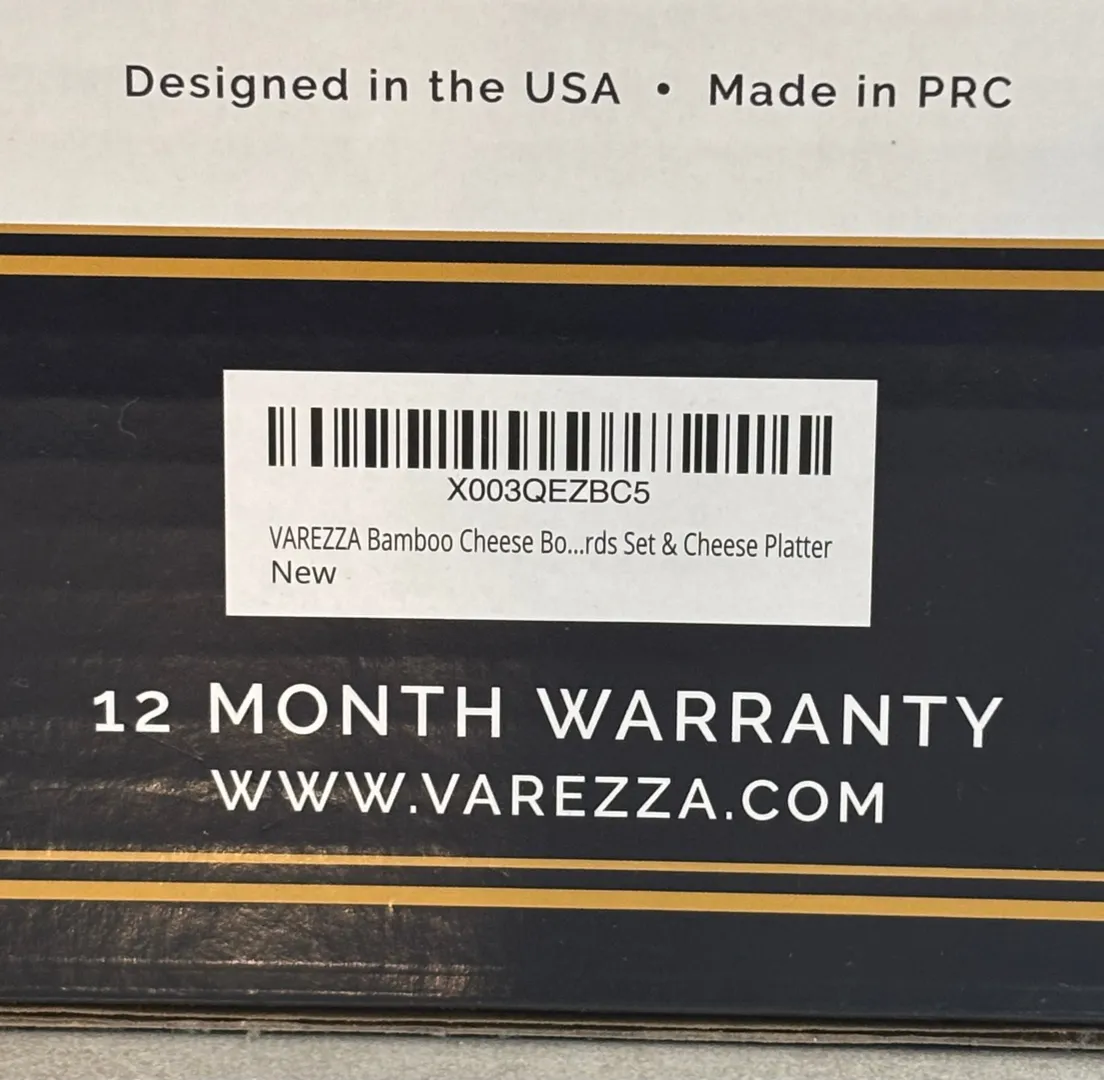 Designed in the USA • Made in PRC
X003QEZBC5
VAREZZA Bamboo Cheese Bo...rds Set & Cheese Platter
New
12 MONTH WARRANTY
WWW.VAREZZA.COM